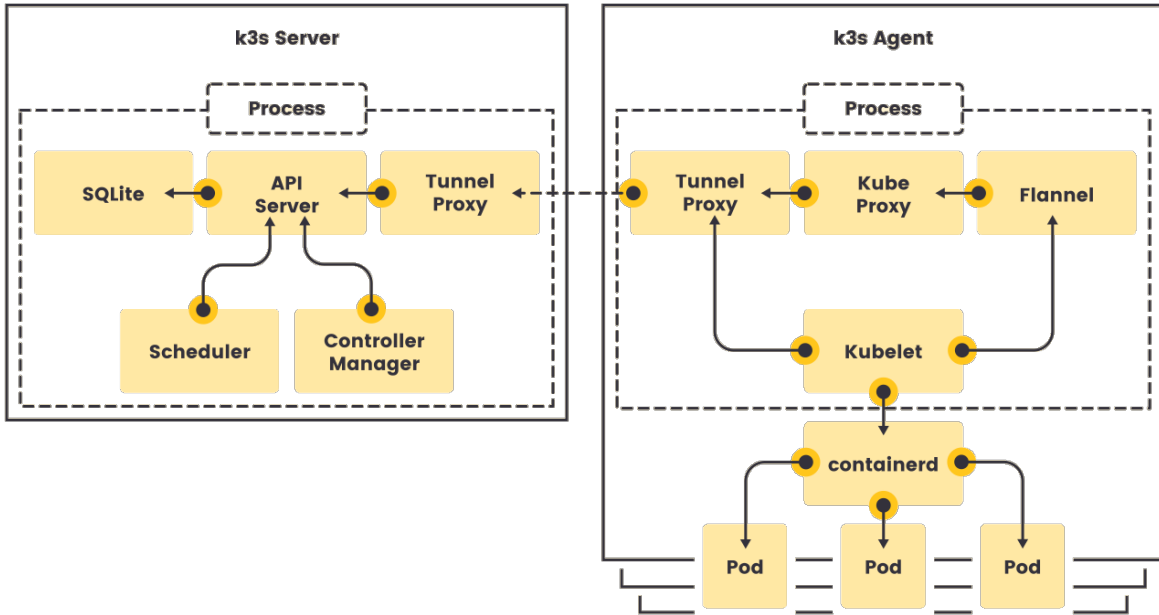 k3s Server
Process
SQLite
API
Server
Tunnel
Proxy
Scheduler
Controller
Manager
k3s Agent
Process
Tunnel
Proxy
Kube
Proxy
Flannel
Kubelet
containerd
Pod
Pod
Pod